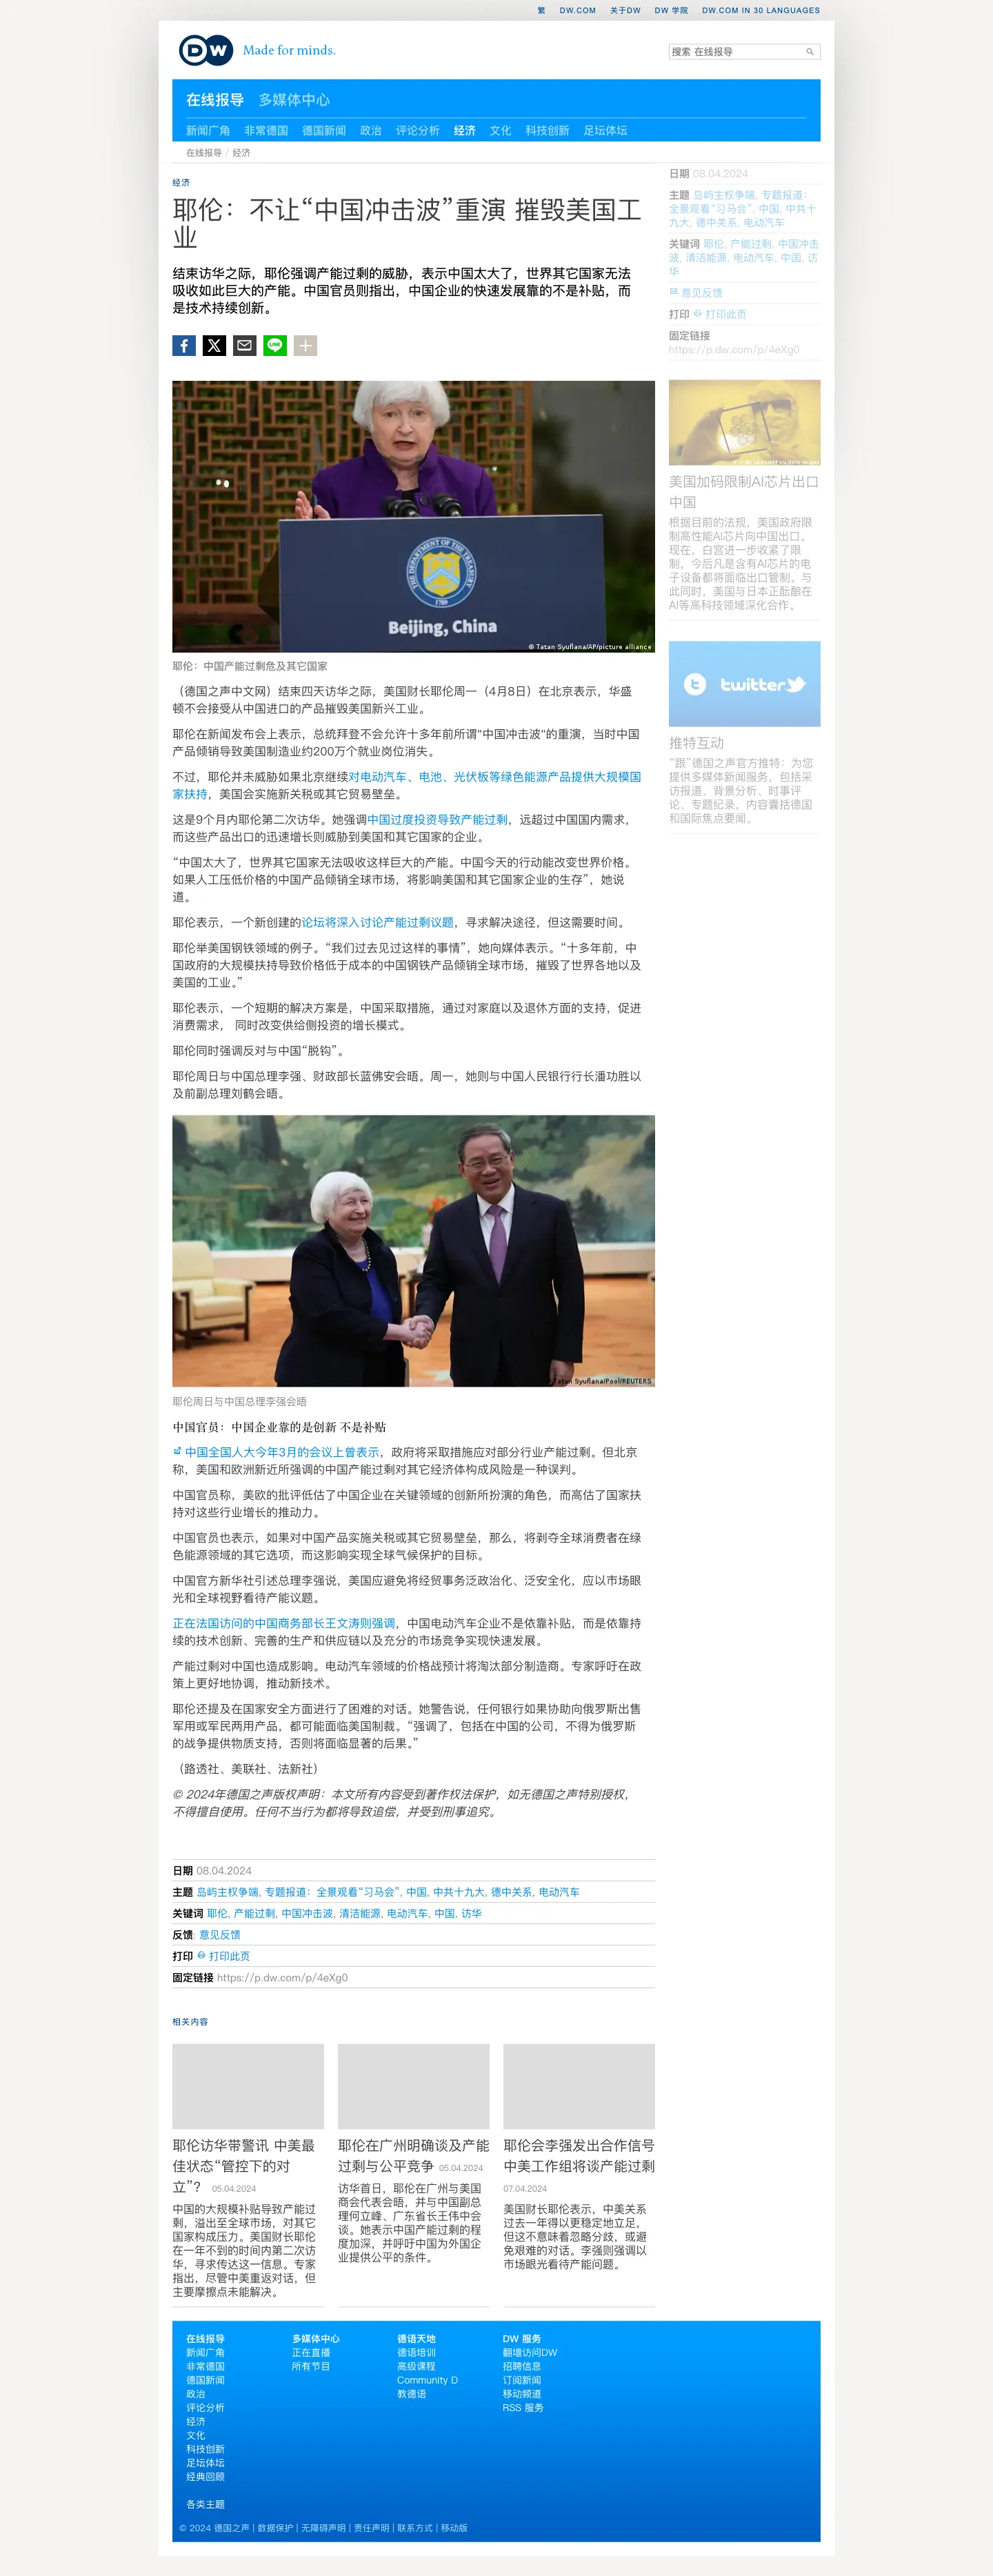 繁 DW.COM 关于DW DW 学院 DW.COM IN 30 LANGUAGES
DW Made for minds.
搜索 在线报导
在线报导 多媒体中心
新闻广角 非常德国 德国新闻 政治 评论分析 经济 文化 科技创新 足坛体坛
在线报导 / 经济
经济
耶伦：不让“中国冲击波”重演 摧毁美国工
业
结束访华之际，耶伦强调产能过剩的威胁，表示中国太大了，世界其它国家无法
吸收如此巨大的产能。中国官员则指出，中国企业的快速发展靠的不是补贴，而
是技术持续创新。
LINE
THE DEPARTMENT OF THE TREASURY
1789
Beijing, China
© Tatan Syuflana/AP/picture alliance
耶伦：中国产能过剩危及其它国家
（德国之声中文网）结束四天访华之际，美国财长耶伦周一（4月8日）在北京表示，华盛
顿不会接受从中国进口的产品摧毁美国新兴工业。
耶伦在新闻发布会上表示，总统拜登不会允许十多年前所谓"中国冲击波"的重演，当时中国
产品倾销导致美国制造业约200万个就业岗位消失。
不过，耶伦并未威胁如果北京继续对电动汽车、电池、光伏板等绿色能源产品提供大规模国
家扶持，美国会实施新关税或其它贸易壁垒。
这是9个月内耶伦第二次访华。她强调中国过度投资导致产能过剩，远超过中国国内需求，
而这些产品出口的迅速增长则威胁到美国和其它国家的企业。
“中国太大了，世界其它国家无法吸收这样巨大的产能。中国今天的行动能改变世界价格。
如果人工压低价格的中国产品倾销全球市场，将影响美国和其它国家企业的生存”，她说
道。
耶伦表示，一个新创建的论坛将深入讨论产能过剩议题，寻求解决途径，但这需要时间。
耶伦举美国钢铁领域的例子。“我们过去见过这样的事情”，她向媒体表示。“十多年前，中
国政府的大规模扶持导致价格低于成本的中国钢铁产品倾销全球市场，摧毁了世界各地以及
美国的工业。”
耶伦表示，一个短期的解决方案是，中国采取措施，通过对家庭以及退休方面的支持，促进
消费需求， 同时改变供给侧投资的增长模式。
耶伦同时强调反对与中国“脱钩”。
耶伦周日与中国总理李强、财政部长蓝佛安会晤。周一，她则与中国人民银行行长潘功胜以
及前副总理刘鹤会晤。
Tatan Syuflana/Pool/REUTERS
耶伦周日与中国总理李强会晤
中国官员：中国企业靠的是创新 不是补贴
中国全国人大今年3月的会议上曾表示，政府将采取措施应对部分行业产能过剩。但北京
称，美国和欧洲新近所强调的中国产能过剩对其它经济体构成风险是一种误判。
中国官员称，美欧的批评低估了中国企业在关键领域的创新所扮演的角色，而高估了国家扶
持对这些行业增长的推动力。
中国官员也表示，如果对中国产品实施关税或其它贸易壁垒，那么，将剥夺全球消费者在绿
色能源领域的其它选项，而这影响实现全球气候保护的目标。
中国官方新华社引述总理李强说，美国应避免将经贸事务泛政治化、泛安全化，应以市场眼
光和全球视野看待产能议题。
正在法国访问的中国商务部长王文涛则强调，中国电动汽车企业不是依靠补贴，而是依靠持
续的技术创新、完善的生产和供应链以及充分的市场竞争实现快速发展。
产能过剩对中国也造成影响。电动汽车领域的价格战预计将淘汰部分制造商。专家呼吁在政
策上更好地协调，推动新技术。
耶伦还提及在国家安全方面进行了困难的对话。她警告说，任何银行如果协助向俄罗斯出售
军用或军民两用产品，都可能面临美国制裁。“强调了，包括在中国的公司，不得为俄罗斯
的战争提供物质支持，否则将面临显著的后果。”
（路透社、美联社、法新社）
© 2024年德国之声版权声明：本文所有内容受到著作权法保护，如无德国之声特别授权，
不得擅自使用。任何不当行为都将导致追偿，并受到刑事追究。
日期 08.04.2024
主题 岛屿主权争端, 专题报道：全景观看“习马会”, 中国, 中共十九大, 德中关系, 电动汽车
关键词 耶伦, 产能过剩, 中国冲击波, 清洁能源, 电动汽车, 中国, 访华
反馈: 意见反馈
打印 打印此页
固定链接 https://p.dw.com/p/4eXg0
日期 08.04.2024
主题 岛屿主权争端, 专题报道：
全景观看“习马会”, 中国, 中共十
九大, 德中关系, 电动汽车
关键词 耶伦, 产能过剩, 中国冲击
波, 清洁能源, 电动汽车, 中国, 访
华
意见反馈
打印 打印此页
固定链接
https://p.dw.com/p/4eXg0
美国加码限制AI芯片出口
中国
根据目前的法规，美国政府限
制高性能AI芯片向中国出口。
现在，白宫进一步收紧了限
制，今后凡是含有AI芯片的电
子设备都将面临出口管制。与
此同时，美国与日本正酝酿在
AI等高科技领域深化合作。
twitter
推特互动
“跟”德国之声官方推特：为您
提供多媒体新闻服务，包括采
访报道、背景分析、时事评
论、专题纪录，内容囊括德国
和国际焦点要闻。
相关内容
耶伦访华带警讯 中美最
佳状态“管控下的对
立”？ 05.04.2024
中国的大规模补贴导致产能过
剩，溢出至全球市场，对其它
国家构成压力。美国财长耶伦
在一年不到的时间内第二次访
华，寻求传达这一信息。专家
指出，尽管中美重返对话，但
主要摩擦点未能解决。
耶伦在广州明确谈及产能
过剩与公平竞争 05.04.2024
访华首日，耶伦在广州与美国
商会代表会晤，并与中国副总
理何立峰、广东省长王伟中会
谈。她表示中国产能过剩的程
度加深，并呼吁中国为外国企
业提供公平的条件。
耶伦会李强发出合作信号
中美工作组将谈产能过剩
07.04.2024
美国财长耶伦表示，中美关系
过去一年得以更稳定地立足，
但这不意味着忽略分歧，或避
免艰难的对话。李强则强调以
市场眼光看待产能问题。
在线报导
新闻广角
非常德国
德国新闻
政治
评论分析
经济
文化
科技创新
足坛体坛
经典回顾
各类主题
多媒体中心
正在直播
所有节目
德语天地
德语培训
高级课程
Community D
教德语
DW 服务
翻墙访问DW
招聘信息
订阅新闻
移动频道
RSS 服务
© 2024 德国之声 | 数据保护 | 无障碍声明 | 责任声明 | 联系方式 | 移动版